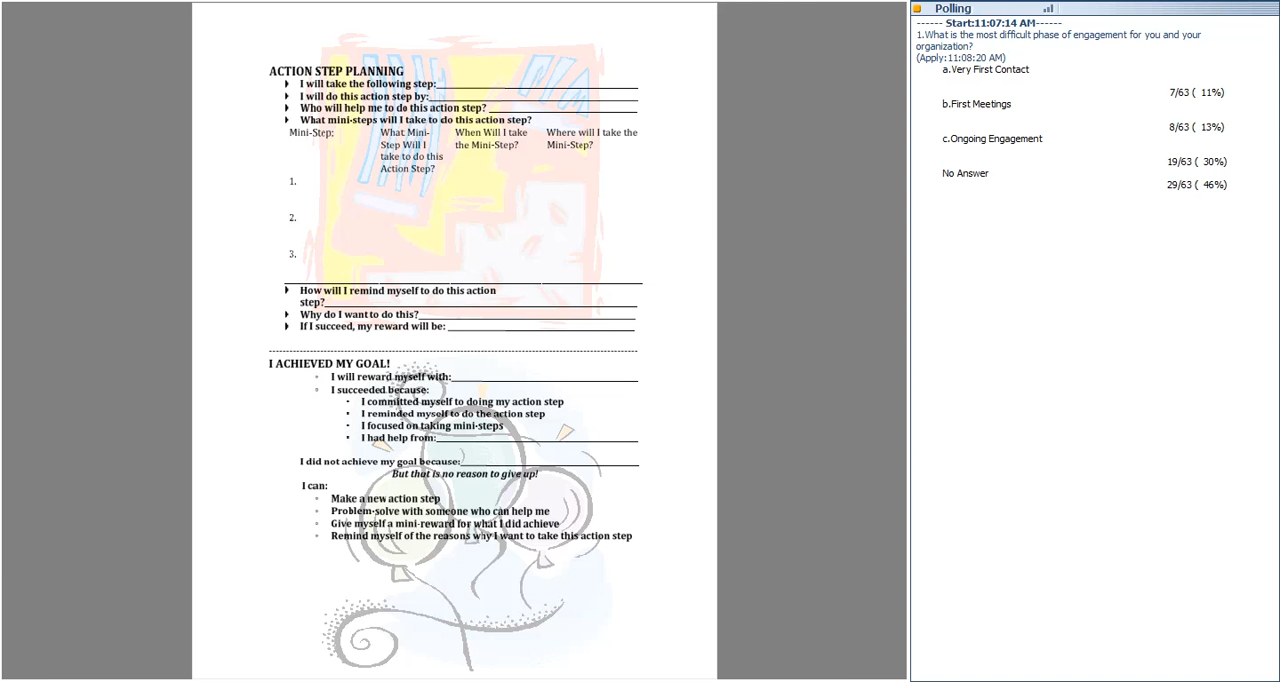 ACTION STEP PLANNING
I will take the following step:
I will do this action step by:
Who will help me to do this action step?
What mini-steps will I take to do this action step?
Mini-Step:
What Mini-
Step Will I
take to do this
Action Step?
When Will I take
the Mini-Step?
Where will I take the
Mini-Step?
1.
2.
3.
How will I remind myself to do this action
step?
Why do I want to do this?
If I succeed, my reward will be:
I ACHIEVED MY GOAL!
I will reward myself with:
I succeeded because:
I committed myself to doing my action step
I reminded myself to do the action step
I focused on taking mini-steps
I had help from:
I did not achieve my goal because:
But that is no reason to give up!
I can:
Make a new action step
Problem-solve with someone who can help me
Give myself a mini-reward for what I did achieve
Remind myself of the reasons why I want to take this action step
Polling
------ Start:11:07:14 AM------
1.What is the most difficult phase of engagement for you and your
organization?
(Apply:11:08:20 AM)
a.Very First Contact
7/63 ( 11%)
b.First Meetings
8/63 ( 13%)
c.Ongoing Engagement
19/63 ( 30%)
No Answer
29/63 ( 46%)